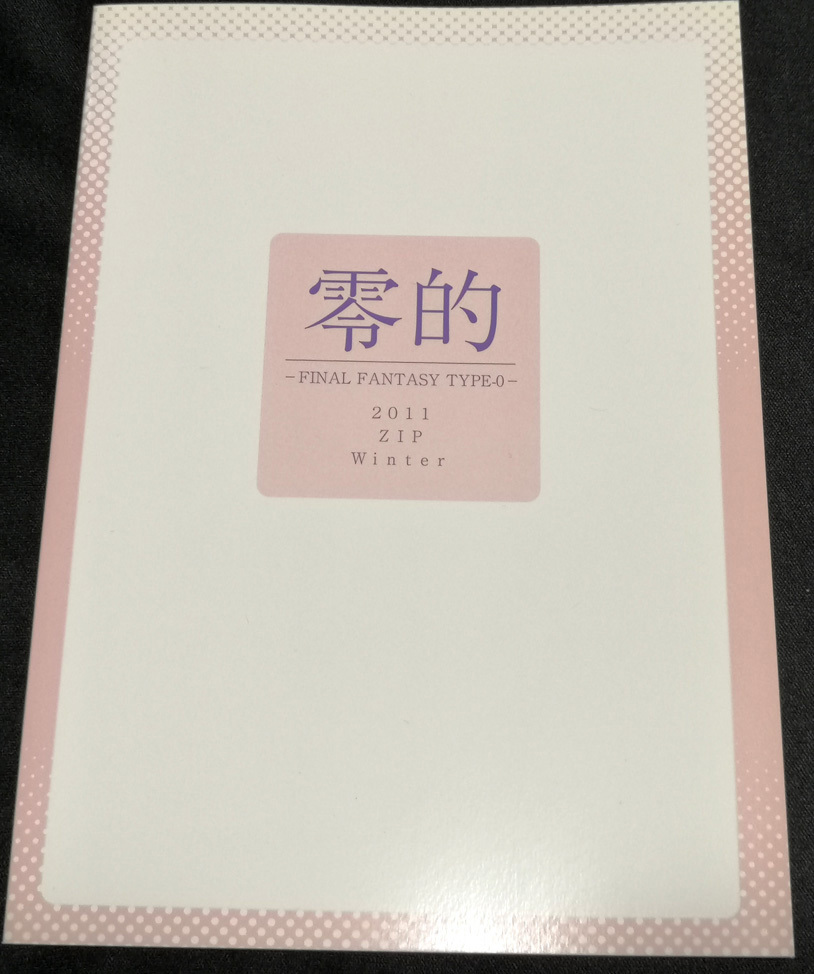 零的
－FINAL FANTASY TYPE-0－
2011
ZIP
Winter